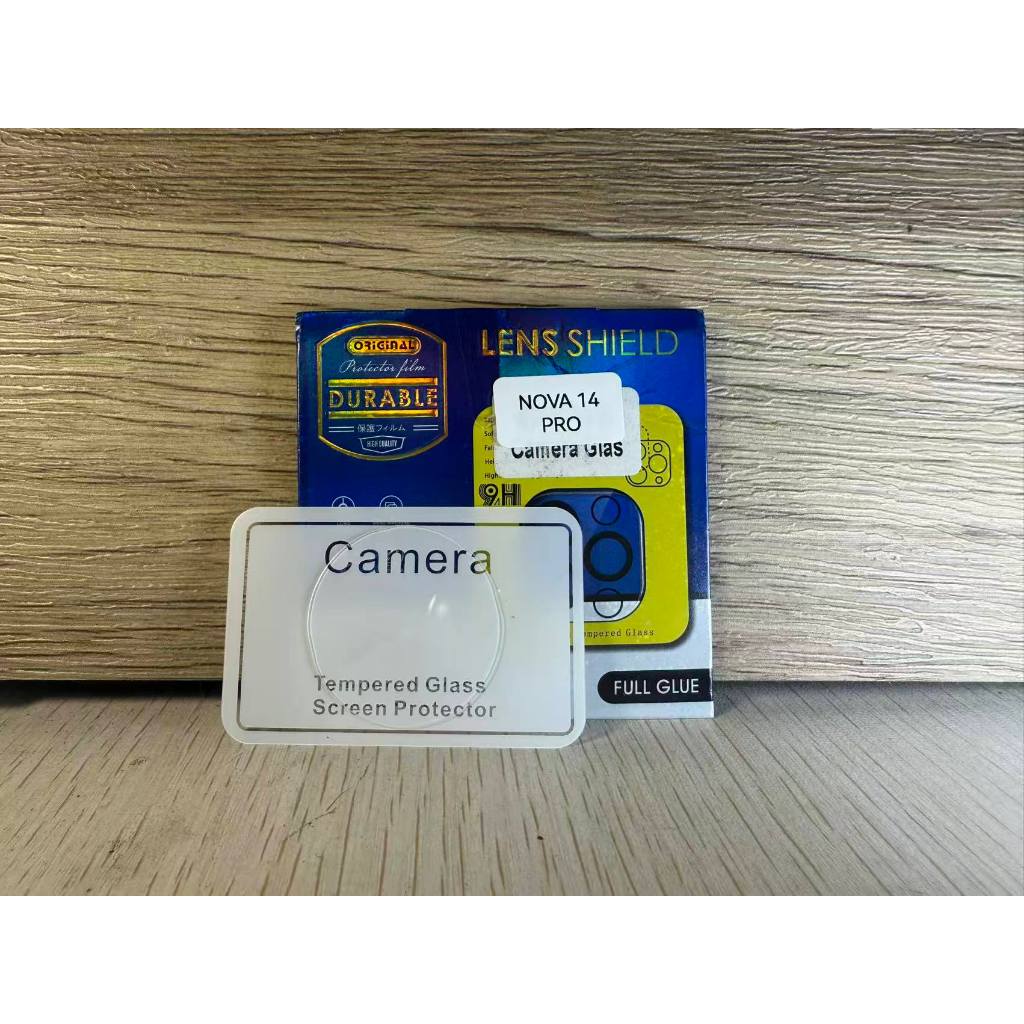 ORIGINAL
Protector film
DURABLE
保護フィルム
HIGH QUALITY
LENS SHIELD
NOVA 14
PRO
Camera Glas
9H
mpered Glass
FULL GLUE
Camera
Tempered Glass
Screen Protector